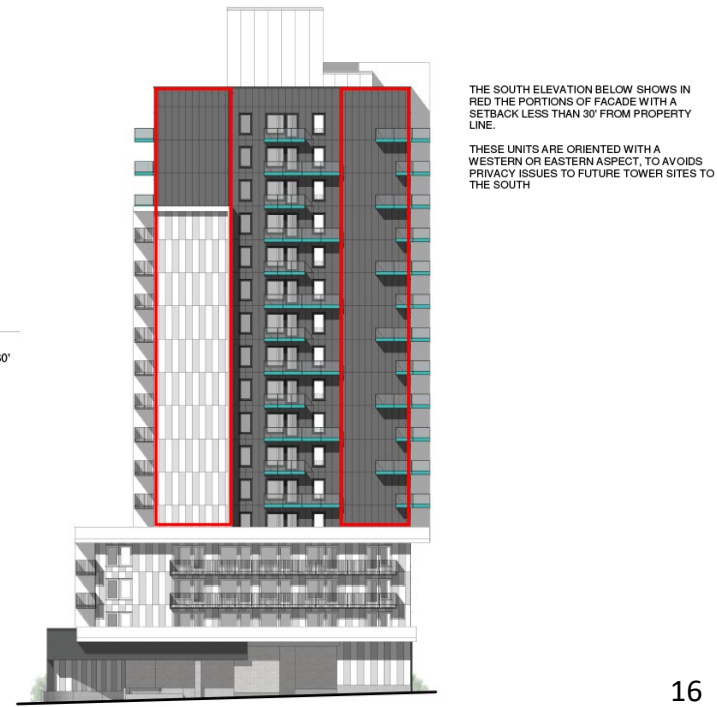 THE SOUTH ELEVATION BELOW SHOWS IN
RED THE PORTIONS OF FACADE WITH A
SETBACK LESS THAN 30' FROM PROPERTY
LINE.
THESE UNITS ARE ORIENTED WITH A
WESTERN OR EASTERN ASPECT, TO AVOIDS
PRIVACY ISSUES TO FUTURE TOWER SITES TO
THE SOUTH
0'
16